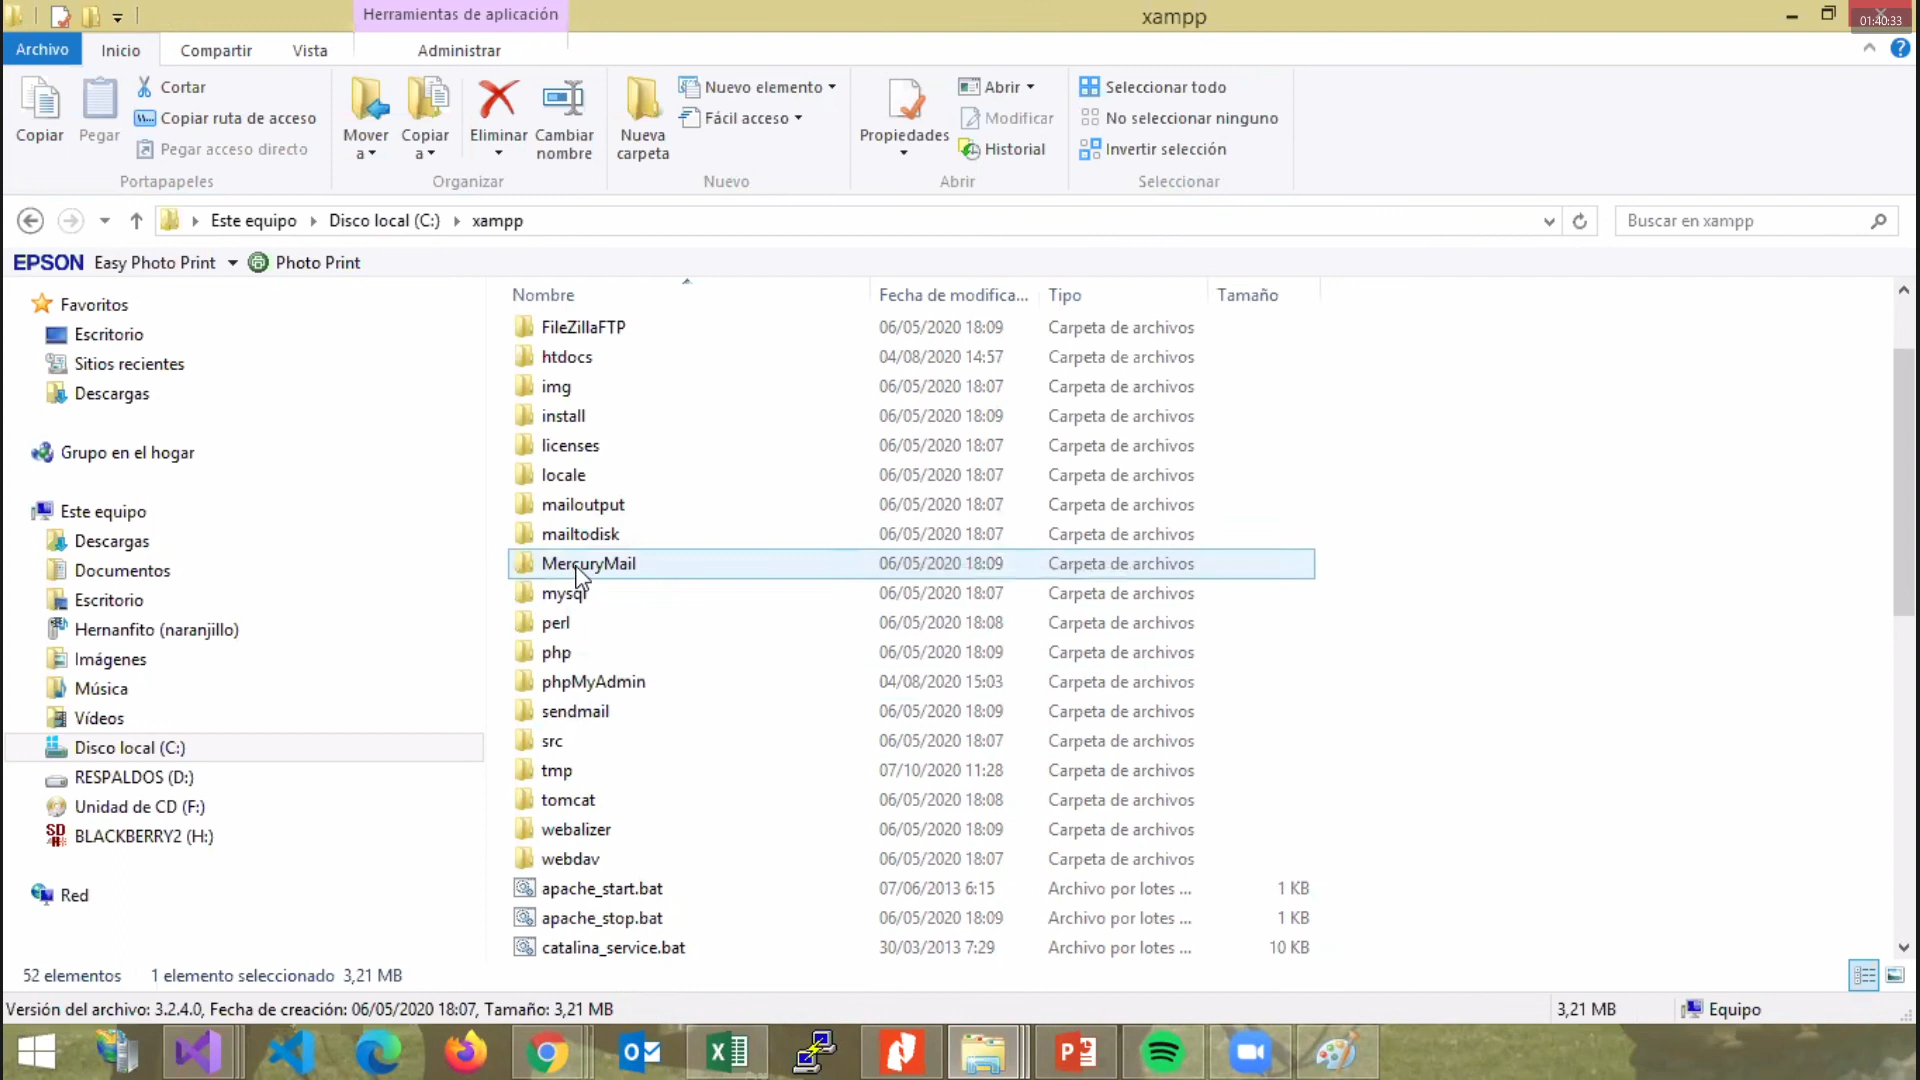 Herramientas de aplicación
xampp
01:40:33
Archivo Inicio Compartir Vista Administrar
Copiar
Pegar
Cortar
Copiar ruta de acceso
Pegar acceso directo
Portapapeles
Mover a
Copiar a
Eliminar
Cambiar nombre
Organizar
Nueva carpeta
Nuevo elemento
Fácil acceso
Nuevo
Propiedades
Abrir
Modificar
Historial
Abrir
Seleccionar todo
No seleccionar ninguno
Invertir selección
Seleccionar
Este equipo Disco local (C:) xampp
Buscar en xampp
EPSON Easy Photo Print Photo Print
Favoritos
Escritorio
Sitios recientes
Descargas
Grupo en el hogar
Este equipo
Descargas
Documentos
Escritorio
Hernanfito (naranjillo)
Imágenes
Música
Vídeos
Disco local (C:)
RESPALDOS (D:)
Unidad de CD (F:)
BLACKBERRY2 (H:)
Red
Nombre Fecha de modifica... Tipo Tamaño
FileZillaFTP 06/05/2020 18:09 Carpeta de archivos
htdocs 04/08/2020 14:57 Carpeta de archivos
img 06/05/2020 18:07 Carpeta de archivos
install 06/05/2020 18:09 Carpeta de archivos
licenses 06/05/2020 18:07 Carpeta de archivos
locale 06/05/2020 18:07 Carpeta de archivos
mailoutput 06/05/2020 18:07 Carpeta de archivos
mailtodisk 06/05/2020 18:07 Carpeta de archivos
MercuryMail 06/05/2020 18:09 Carpeta de archivos
mysql 06/05/2020 18:07 Carpeta de archivos
perl 06/05/2020 18:08 Carpeta de archivos
php 06/05/2020 18:09 Carpeta de archivos
phpMyAdmin 04/08/2020 15:03 Carpeta de archivos
sendmail 06/05/2020 18:09 Carpeta de archivos
src 06/05/2020 18:07 Carpeta de archivos
tmp 07/10/2020 11:28 Carpeta de archivos
tomcat 06/05/2020 18:08 Carpeta de archivos
webalizer 06/05/2020 18:09 Carpeta de archivos
webdav 06/05/2020 18:07 Carpeta de archivos
apache_start.bat 07/06/2013 6:15 Archivo por lotes ... 1 KB
apache_stop.bat 06/05/2020 18:09 Archivo por lotes ... 1 KB
catalina_service.bat 30/03/2013 7:29 Archivo por lotes ... 10 KB
52 elementos 1 elemento seleccionado 3,21 MB
Versión del archivo: 3.2.4.0, Fecha de creación: 06/05/2020 18:07, Tamaño: 3,21 MB 3,21 MB Equipo